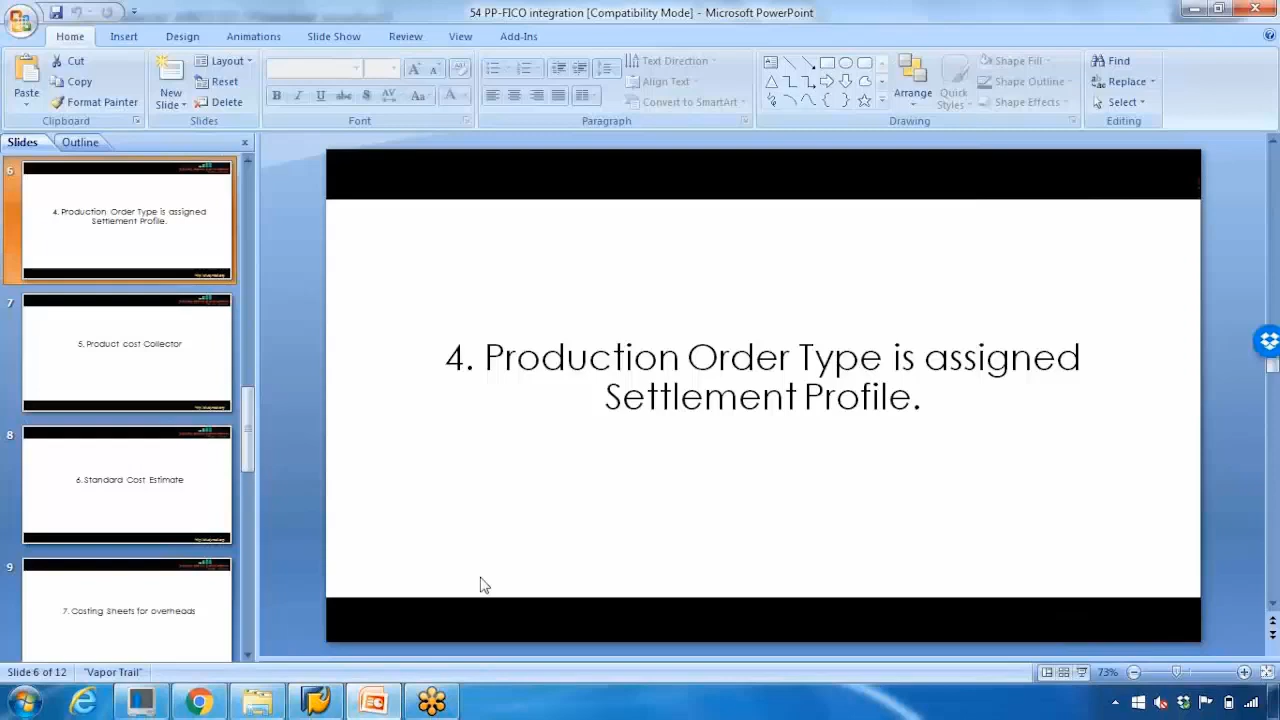 54 PP-FICO integration [Compatibility Mode] - Microsoft PowerPoint
Home Insert Design Animations Slide Show Review View Add-Ins
Paste
Cut
Copy
Format Painter
Clipboard
New
Slide
Layout
Reset
Delete
Slides
B I U abc S AV Aa A
Font
Text Direction
Align Text
Convert to SmartArt
Paragraph
Arrange
Quick
Styles
Shape Fill
Shape Outline
Shape Effects
Drawing
Find
Replace
Select
Editing
Slides Outline
6
4. Production Order Type is assigned
Settlement Profile.
7
5. Product cost Collector
8
6. Standard Cost Estimate
9
7. Costing Sheets for overheads
4. Production Order Type is assigned
Settlement Profile.
Slide 6 of 12 "Vapor Trail" 73%